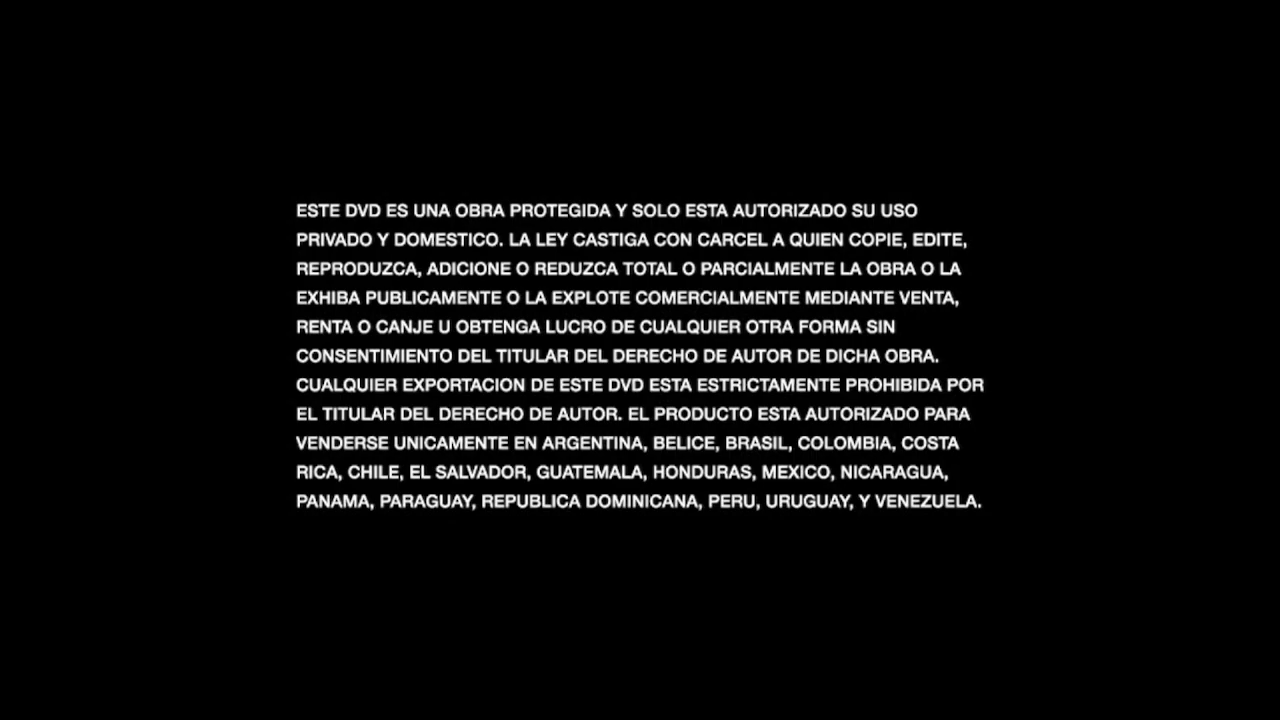 ESTE DVD ES UNA OBRA PROTEGIDA Y SOLO ESTA AUTORIZADO SU USO
PRIVADO Y DOMESTICO. LA LEY CASTIGA CON CARCEL A QUIEN COPIE, EDITE,
REPRODUZCA, ADICIONE O REDUZCA TOTAL O PARCIALMENTE LA OBRA O LA
EXHIBA PUBLICAMENTE O LA EXPLOTE COMERCIALMENTE MEDIANTE VENTA,
RENTA O CANJE U OBTENGA LUCRO DE CUALQUIER OTRA FORMA SIN
CONSENTIMIENTO DEL TITULAR DEL DERECHO DE AUTOR DE DICHA OBRA.
CUALQUIER EXPORTACION DE ESTE DVD ESTA ESTRICTAMENTE PROHIBIDA POR
EL TITULAR DEL DERECHO DE AUTOR. EL PRODUCTO ESTA AUTORIZADO PARA
VENDERSE UNICAMENTE EN ARGENTINA, BELICE, BRASIL, COLOMBIA, COSTA
RICA, CHILE, EL SALVADOR, GUATEMALA, HONDURAS, MEXICO, NICARAGUA,
PANAMA, PARAGUAY, REPUBLICA DOMINICANA, PERU, URUGUAY, Y VENEZUELA.